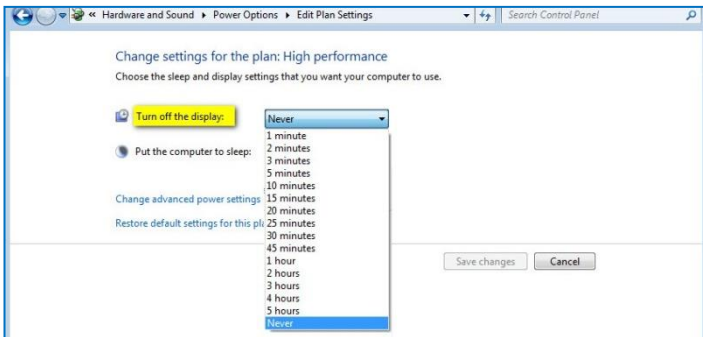 « Hardware and Sound ▸ Power Options ▸ Edit Plan Settings Search Control Panel
Change settings for the plan: High performance
Choose the sleep and display settings that you want your computer to use.
Turn off the display: Never
1 minute
2 minutes
3 minutes
Put the computer to sleep:
5 minutes
10 minutes
Change advanced power settings
15 minutes
20 minutes
Restore default settings for this pla
25 minutes
30 minutes
45 minutes
1 hour
Save changes Cancel
2 hours
3 hours
4 hours
5 hours
Never